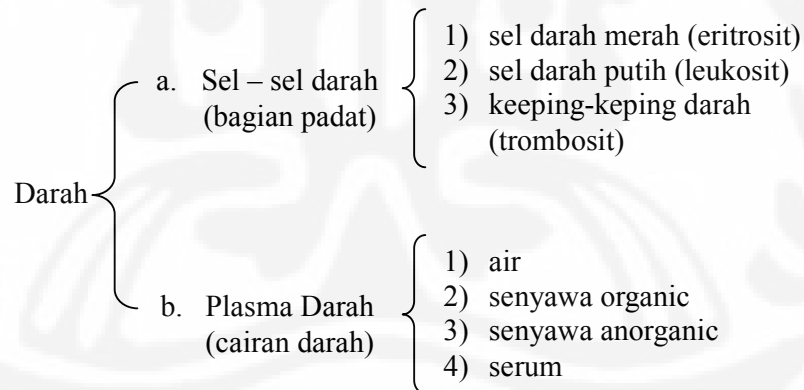 Darah
a. Sel – sel darah
(bagian padat)
1) sel darah merah (eritrosit)
2) sel darah putih (leukosit)
3) keeping-keping darah
(trombosit)
b. Plasma Darah
(cairan darah)
1) air
2) senyawa organic
3) senyawa anorganic
4) serum